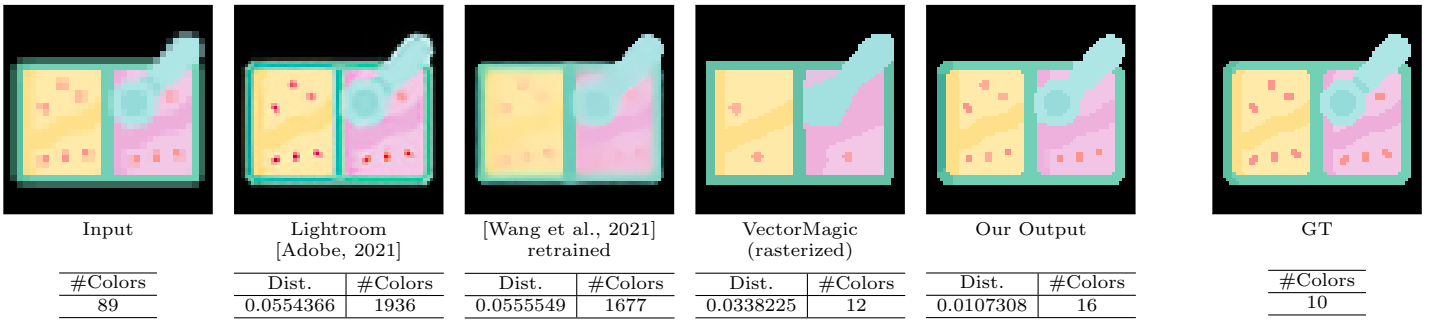 Input
Lightroom
[Adobe, 2021]
[Wang et al., 2021]
retrained
VectorMagic
(rasterized)
Our Output
GT
#Colors
89
Dist. #Colors
0.0554366 1936
Dist. #Colors
0.0555549 1677
Dist. #Colors
0.0338225 12
Dist. #Colors
0.0107308 16
#Colors
10